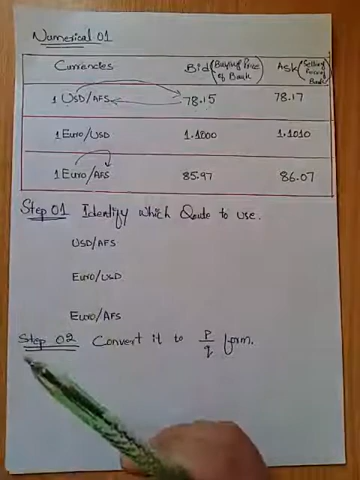 Numerical 01
Currencies Bid (Buying Price of Bank) Ask (Selling Price of Bank)
1 USD/AFS 78.15 78.17
1 Euro/USD 1.1000 1.1010
1 Euro/AFS 85.97 86.07
Step 01 Identify which Qoute to use.
USD/AFS
Euro/USD
Euro/AFS
Step 02 Convert it to P/q form.